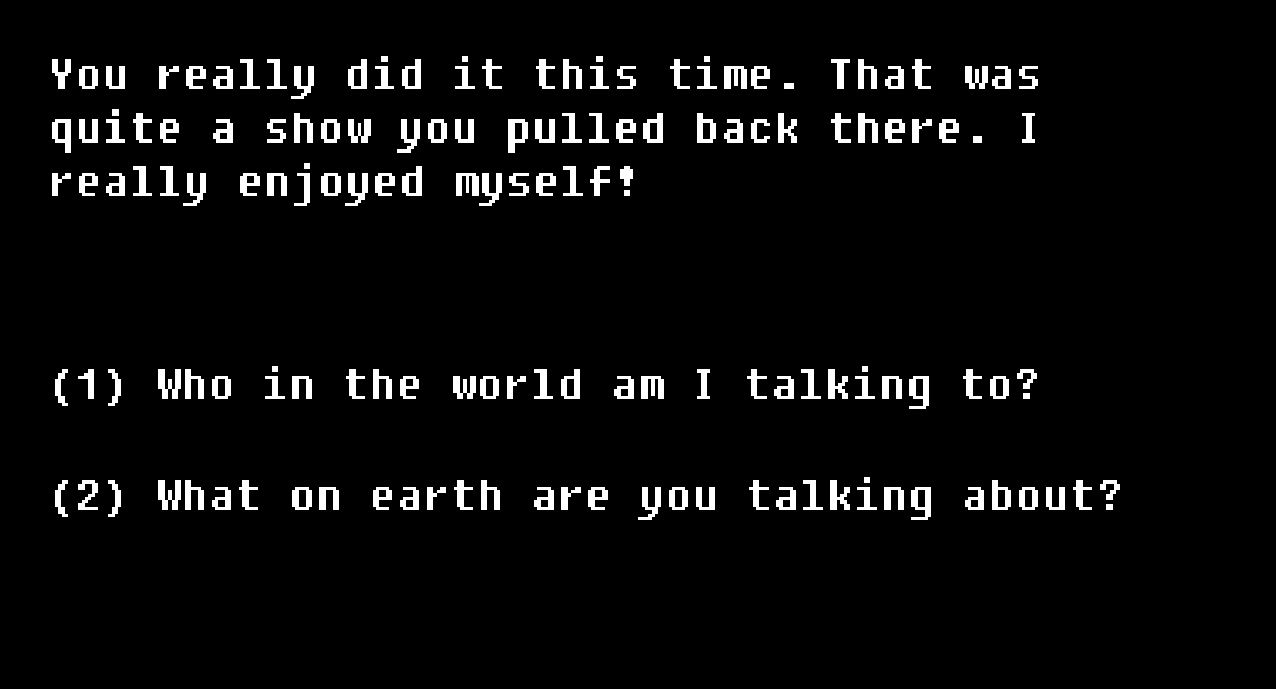 You really did it this time. That was
quite a show you pulled back there. I
really enjoyed myself!
(1) Who in the world am I talking to?
(2) What on earth are you talking about?